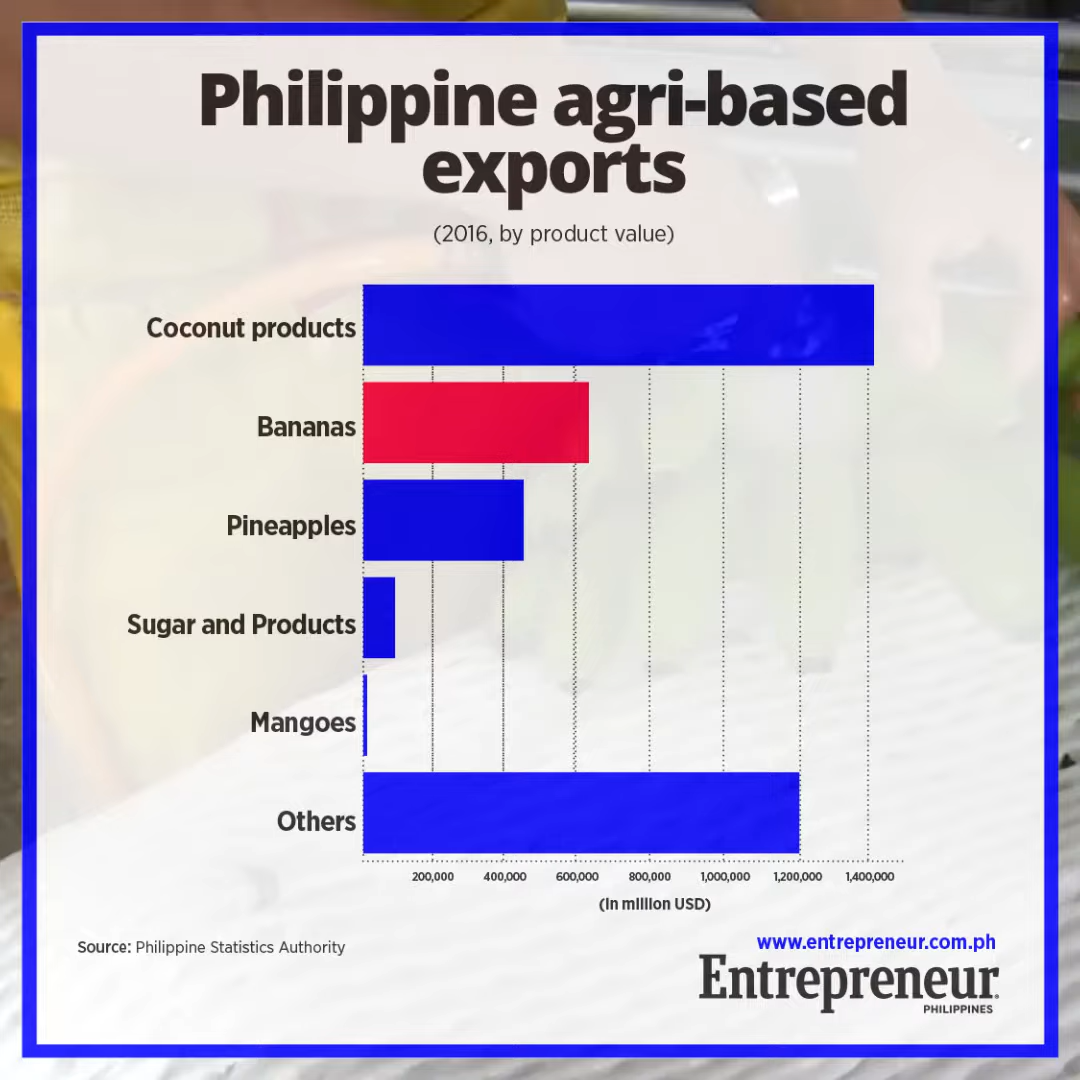 Philippine agri-based
exports
(2016, by product value)
Coconut products
Bananas
Pineapples
Sugar and Products
Mangoes
Others
200,000 400,000 600,000 800,000 1,000,000 1,200,000 1,400,000
(in million USD)
Source: Philippine Statistics Authority
www.entrepreneur.com.ph
Entrepreneur.
PHILIPPINES